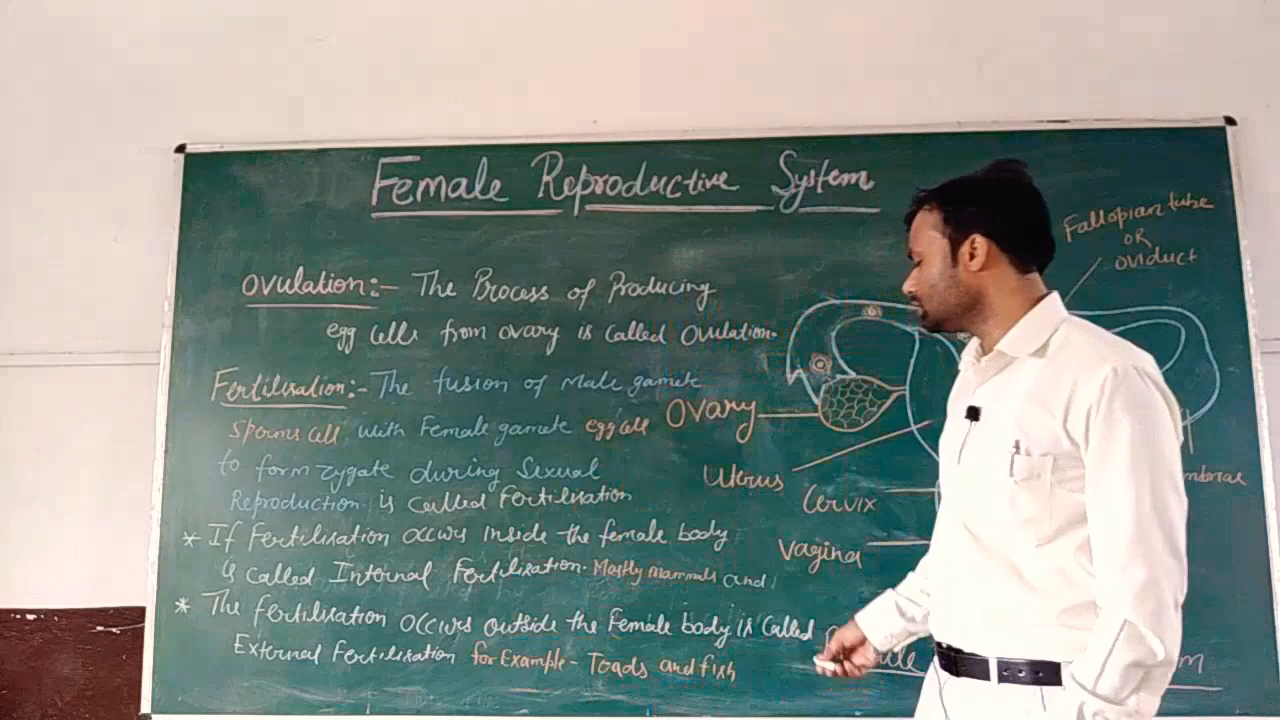 Female Reproductive System
Ovulation:- The Process of Producing
egg cells from ovary is called Ovulation.
Fertilisation:- The fusion of Male gamete
sperms cell with Female gamete egg cell
to form zygate during Sexual
Reproduction is called Fertilisation
* If Fertilisation occurs inside the female body
is called Internal Fertilization. Mostly mammals and
* The fertilisation occurs outside the Female body is called
External Fertilisation for Example - Toads and fish
Fallopian tube
OR
oviduct
Ovary
Uterus
Cervix
Vagina